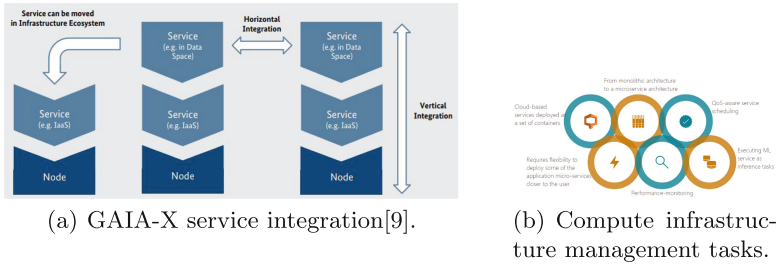 Service can be moved
in Infrastructure Ecosystem
Service
(e.g. in Data
Space)
Horizontal
Integration
Service
(e.g. in Data
Space)
Service
(e.g. IaaS)
Service
(e.g. IaaS)
Service
(e.g. IaaS)
Vertical
Integration
Node
Node
Node
(a) GAIA-X service integration[9].
From monolithic architecture
to a microservice architecture
Cloud-based
services deployed as
a set of containers
QoS-aware service
scheduling
Requires flexibility to
deploy some of the
application micro-services
closer to the user
Executing ML
service as
inference tasks
Performance-monitoring
(b) Compute infrastruc-
ture management tasks.